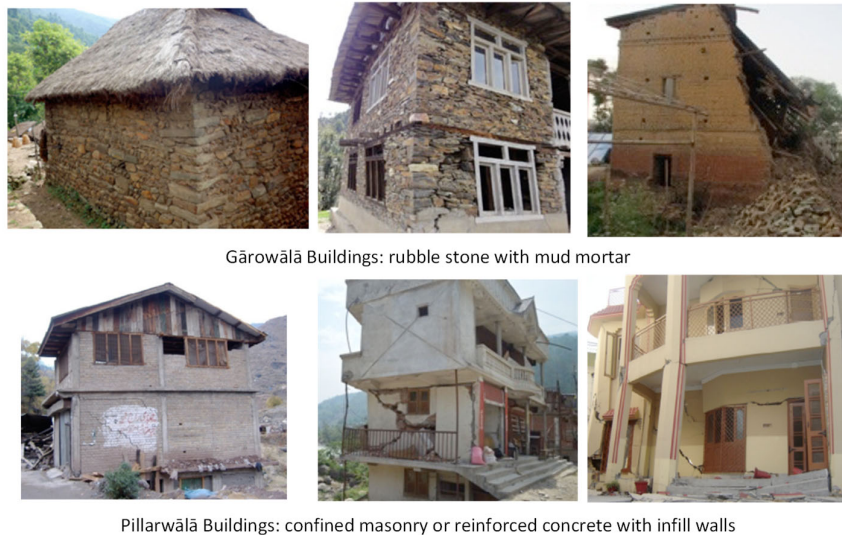 Gārowālā Buildings: rubble stone with mud mortar
Pillarwālā Buildings: confined masonry or reinforced concrete with infill walls